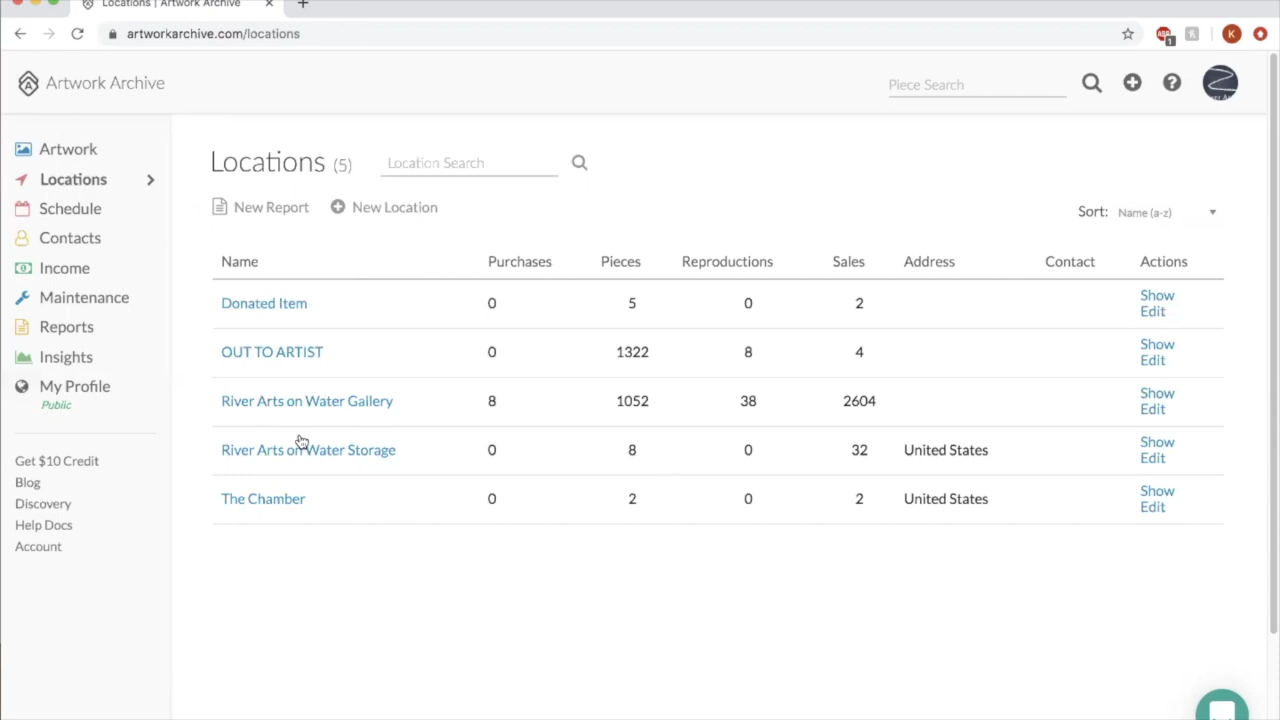 Locations | Artwork Archive
artworkarchive.com/locations
1
K
Artwork Archive
Piece Search
Artwork
Locations
Schedule
Contacts
Income
Maintenance
Reports
Insights
My Profile
Public
Get $10 Credit
Blog
Discovery
Help Docs
Account
Locations (5)
Location Search
New Report
New Location
Sort: Name (a-z)
Name Purchases Pieces Reproductions Sales Address Contact Actions
Donated Item 0 5 0 2 Show
Edit
OUT TO ARTIST 0 1322 8 4 Show
Edit
River Arts on Water Gallery 8 1052 38 2604 Show
Edit
River Arts on Water Storage 0 8 0 32 United States Show
Edit
The Chamber 0 2 0 2 United States Show
Edit